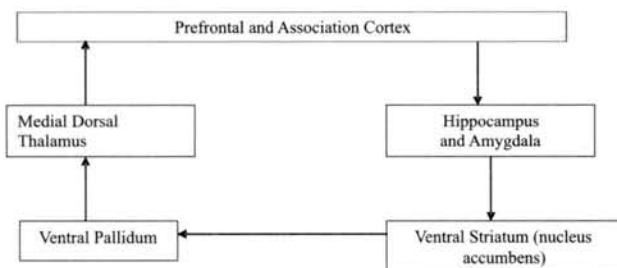 Prefrontal and Association Cortex
Medial Dorsal
Thalamus
Hippocampus
and Amygdala
Ventral Pallidum
Ventral Striatum (nucleus
accumbens)